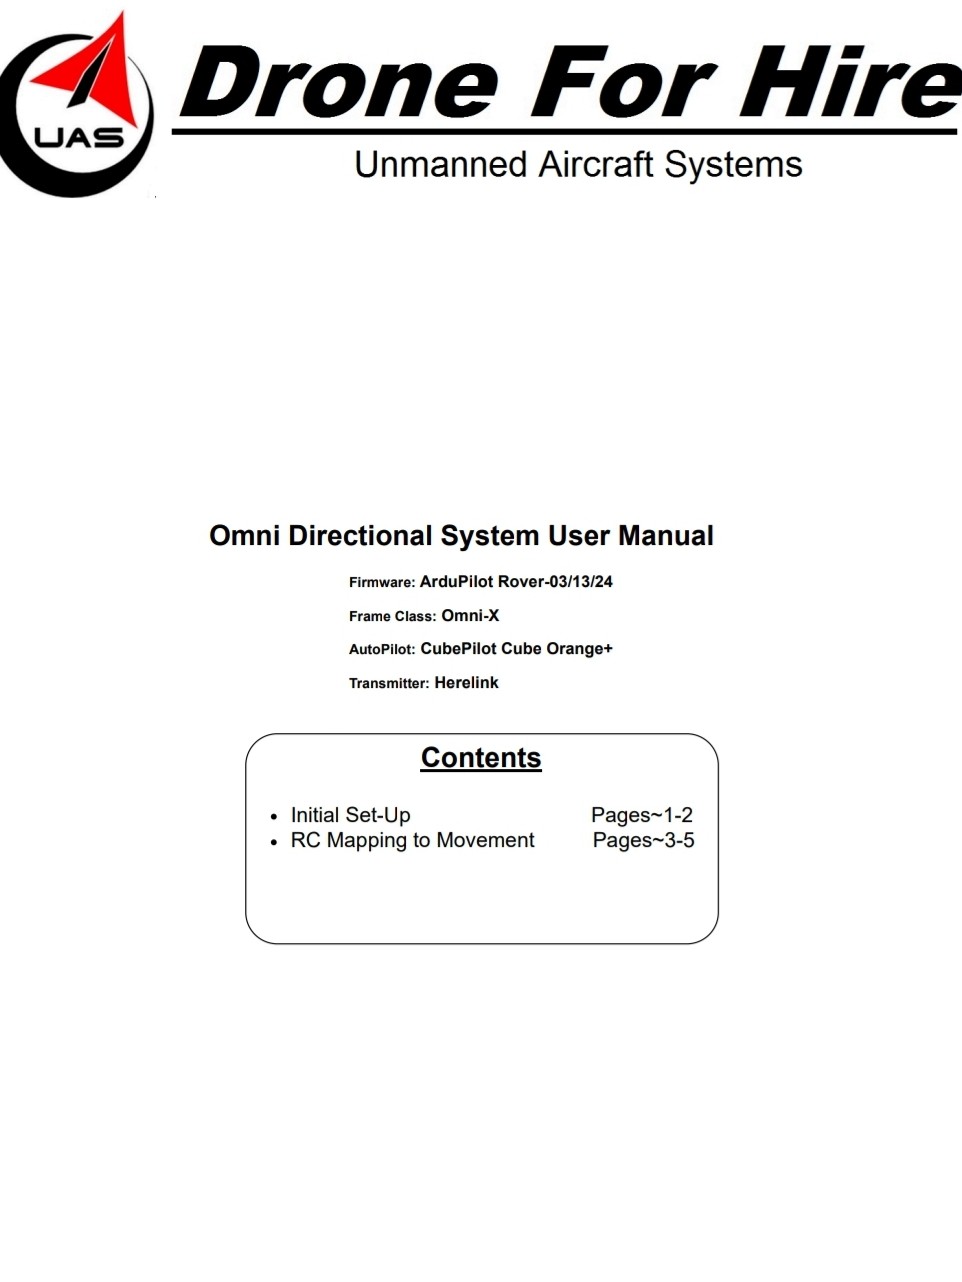 UAS
Drone For Hire
Unmanned Aircraft Systems
Omni Directional System User Manual
Firmware: ArduPilot Rover-03/13/24
Frame Class: Omni-X
AutoPilot: CubePilot Cube Orange+
Transmitter: Herelink
Contents
• Initial Set-Up Pages~1-2
• RC Mapping to Movement Pages~3-5